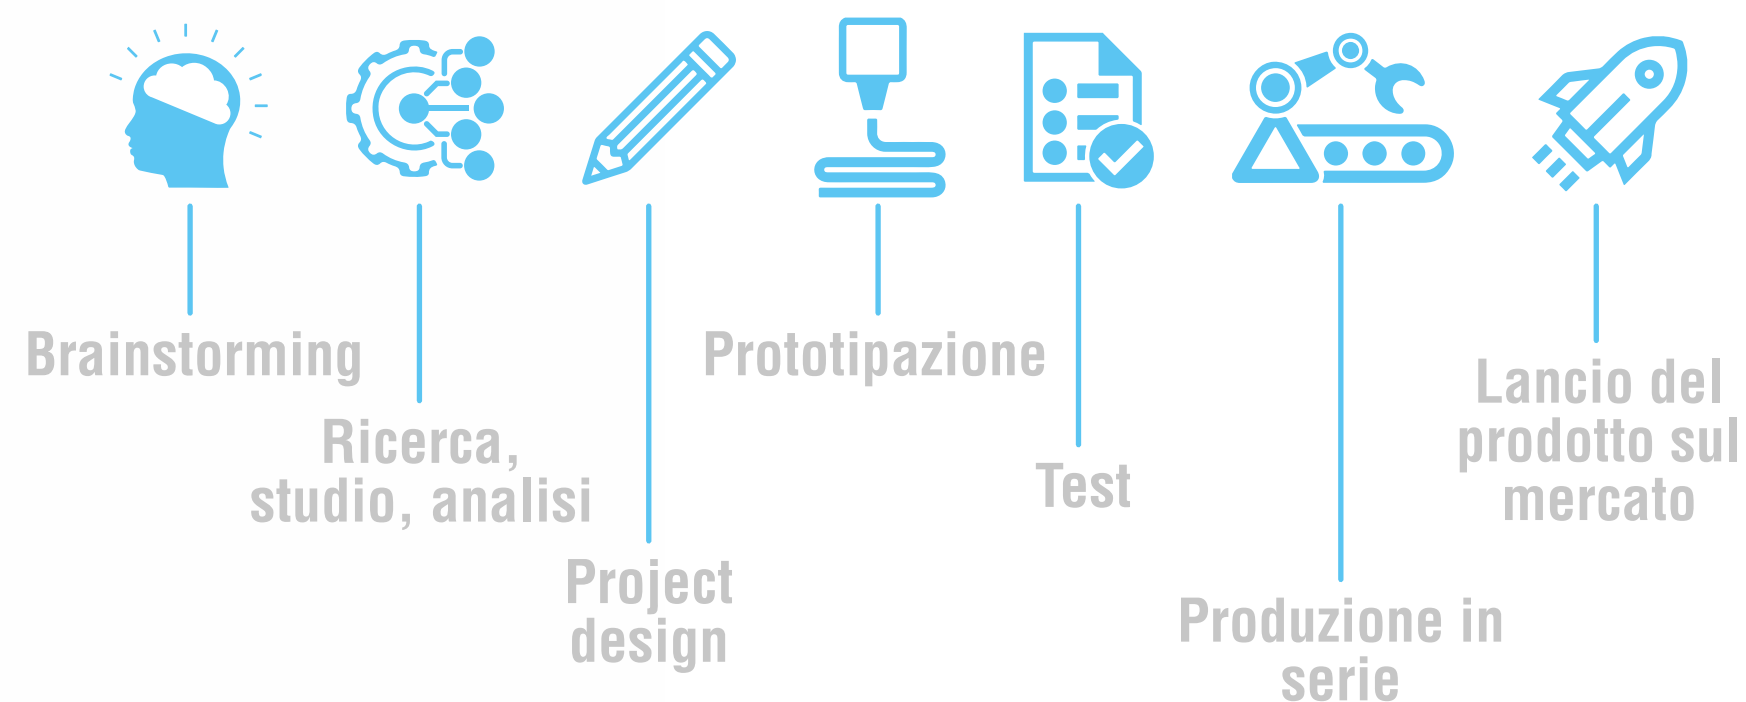 Brainstorming
Ricerca,
studio, analisi
Project
design
Prototipazione
Test
Produzione in
serie
Lancio del
prodotto sul
mercato